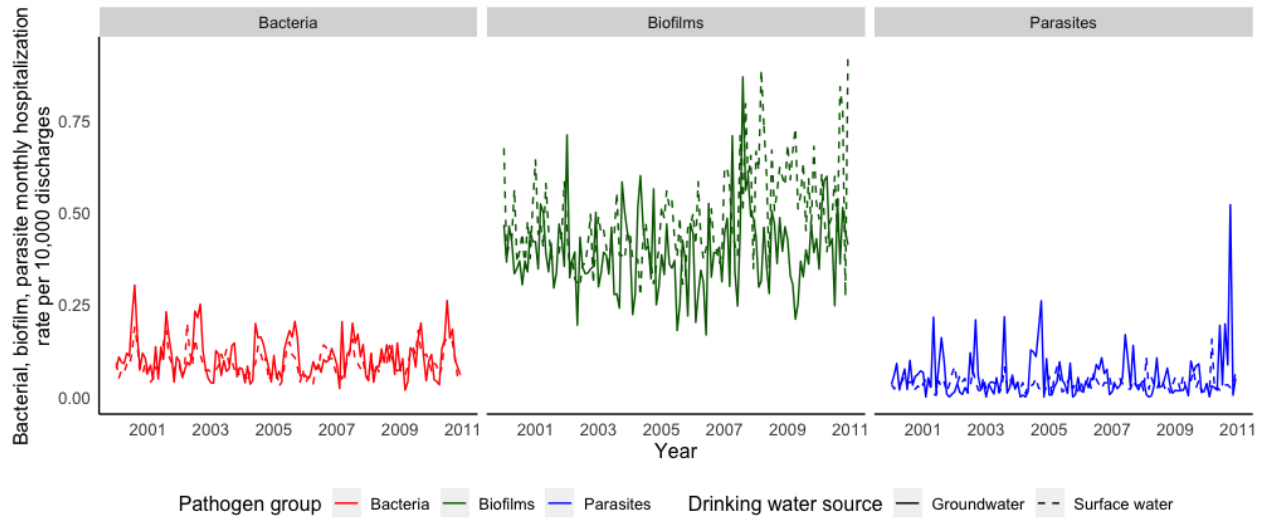 Bacteria Biofilms Parasites
Bacterial, biofilm, parasite monthly hospitalization
rate per 10,000 discharges
0.75
0.50
0.25
0.00
2001 2003 2005 2007 2009 2011 2001 2003 2005 2007 2009 2011 2001 2003 2005 2007 2009 2011
Year
Pathogen group Bacteria Biofilms Parasites Drinking water source Groundwater Surface water